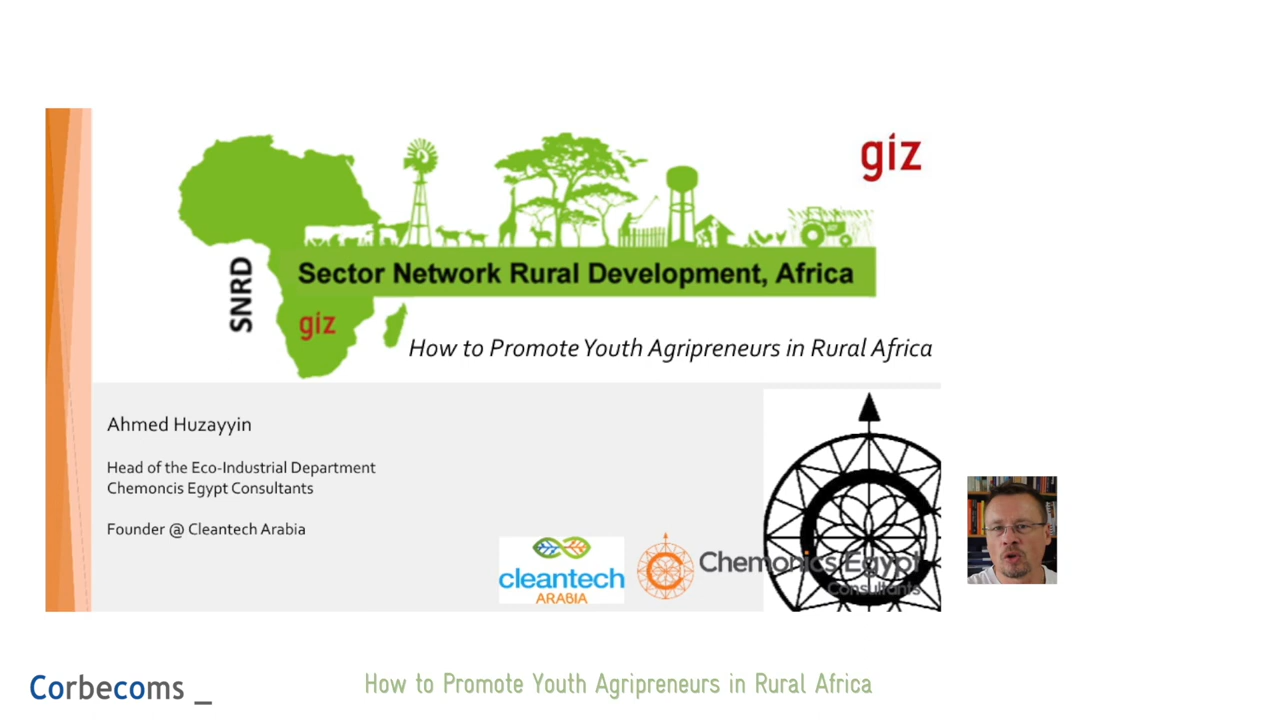 giz
SNRD
Sector Network Rural Development, Africa
giz
How to Promote Youth Agripreneurs in Rural Africa
Ahmed Huzayyin
Head of the Eco-Industrial Department
Chemoncis Egypt Consultants
Founder @ Cleantech Arabia
cleantech
ARABIA
Chemonics Egypt
Consultants
Corbecoms _
How to Promote Youth Agripreneurs in Rural Africa